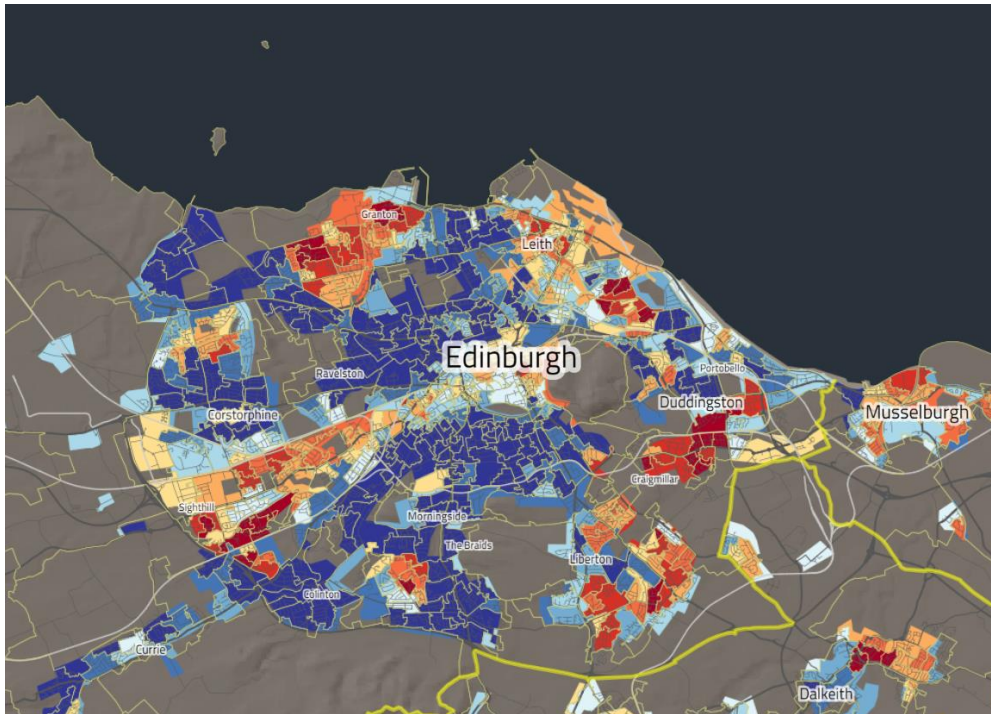 Granton
Leith
Edinburgh
Ravelston
Portobello
Duddingston
Corstorphine
Musselburgh
Craigmillar
Sighthill
Morningside
The Braids
Liberton
Colinton
Currie
Dalkeith